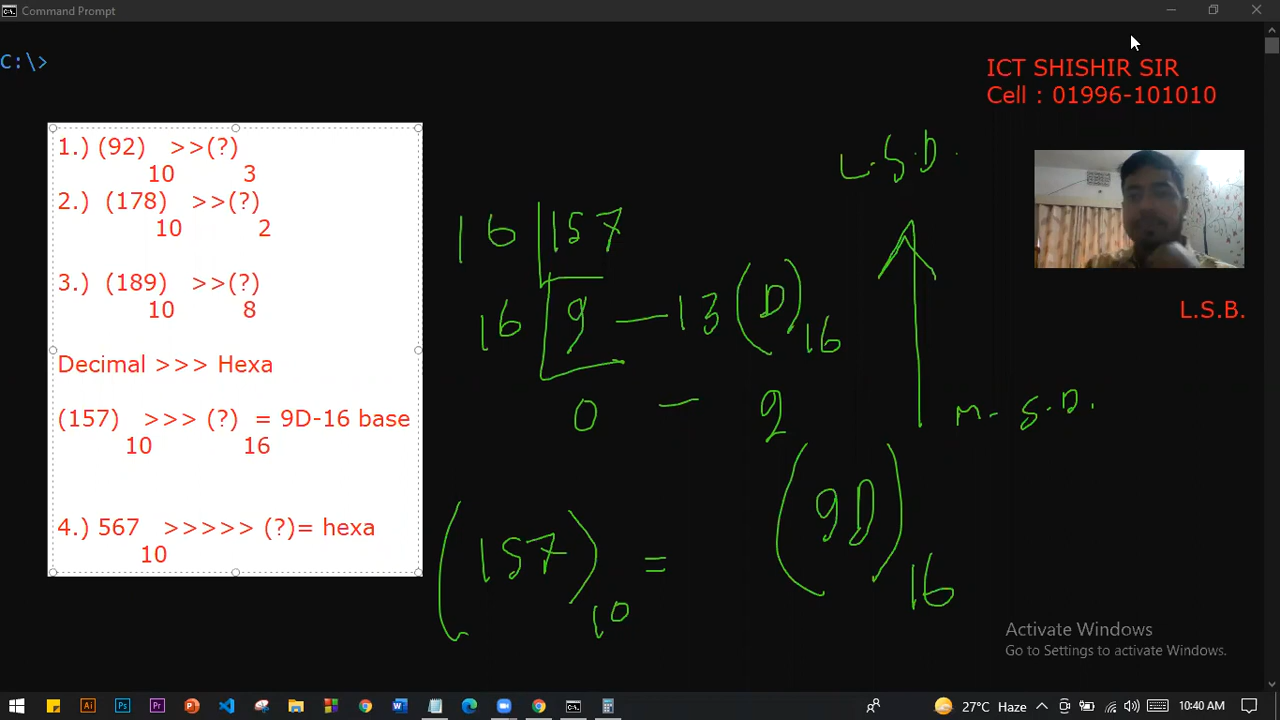 Command Prompt
C:\>
ICT SHISHIR SIR
Cell : 01996-101010
1.) (92) >>(?)
10 3
2.) (178) >>(?)
10 2
3.) (189) >>(?)
10 8
Decimal >>> Hexa
(157) >>> (?) = 9D-16 base
10 16
4.) 567 >>>>> (?)= hexa
10
L.S.D.
16 157
16 9 — 13 (D)16
0 — 9
M.S.D.
(157)10 = (9D)16
L.S.B.
Activate Windows
Go to Settings to activate Windows.
27°C Haze
10:40 AM